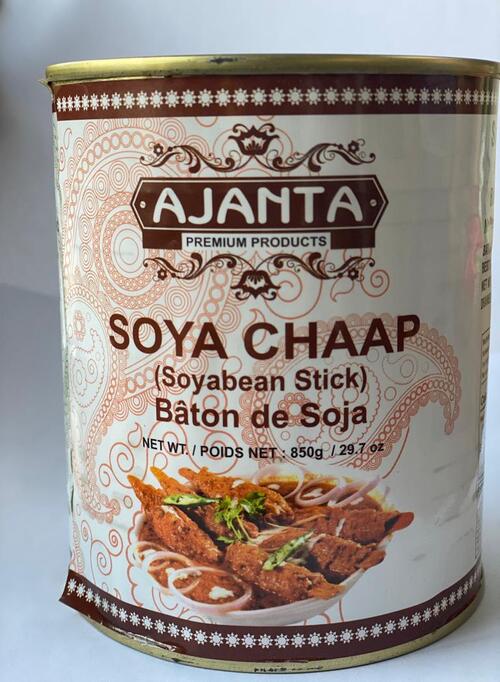 AJANTA
PREMIUM PRODUCTS
SOYA CHAAP
(Soyabean Stick)
Bâton de Soja
NET WT. / POIDS NET : 850g / 29.7 oz